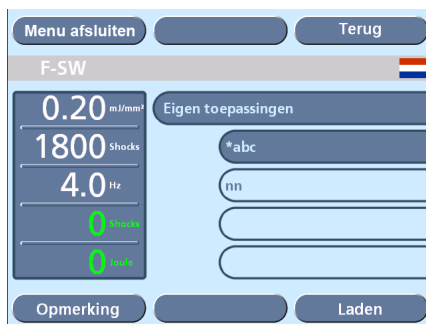 Menu afsluiten
Terug
F-SW
0.20 mJ/mm²
Eigen toepassingen
1800 Shocks
*abc
4.0 Hz
nn
0 Shocks
0 Joule
Opmerking
Laden